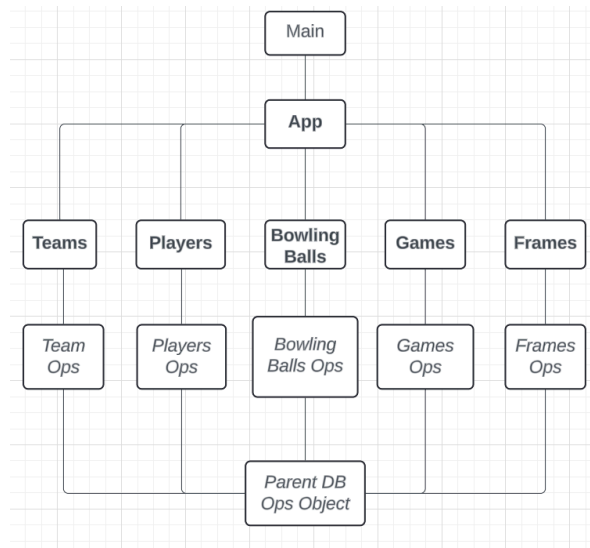 Main
App
Teams
Players
Bowling
Balls
Games
Frames
Team
Ops
Players
Ops
Bowling
Balls Ops
Games
Ops
Frames
Ops
Parent DB
Ops Object